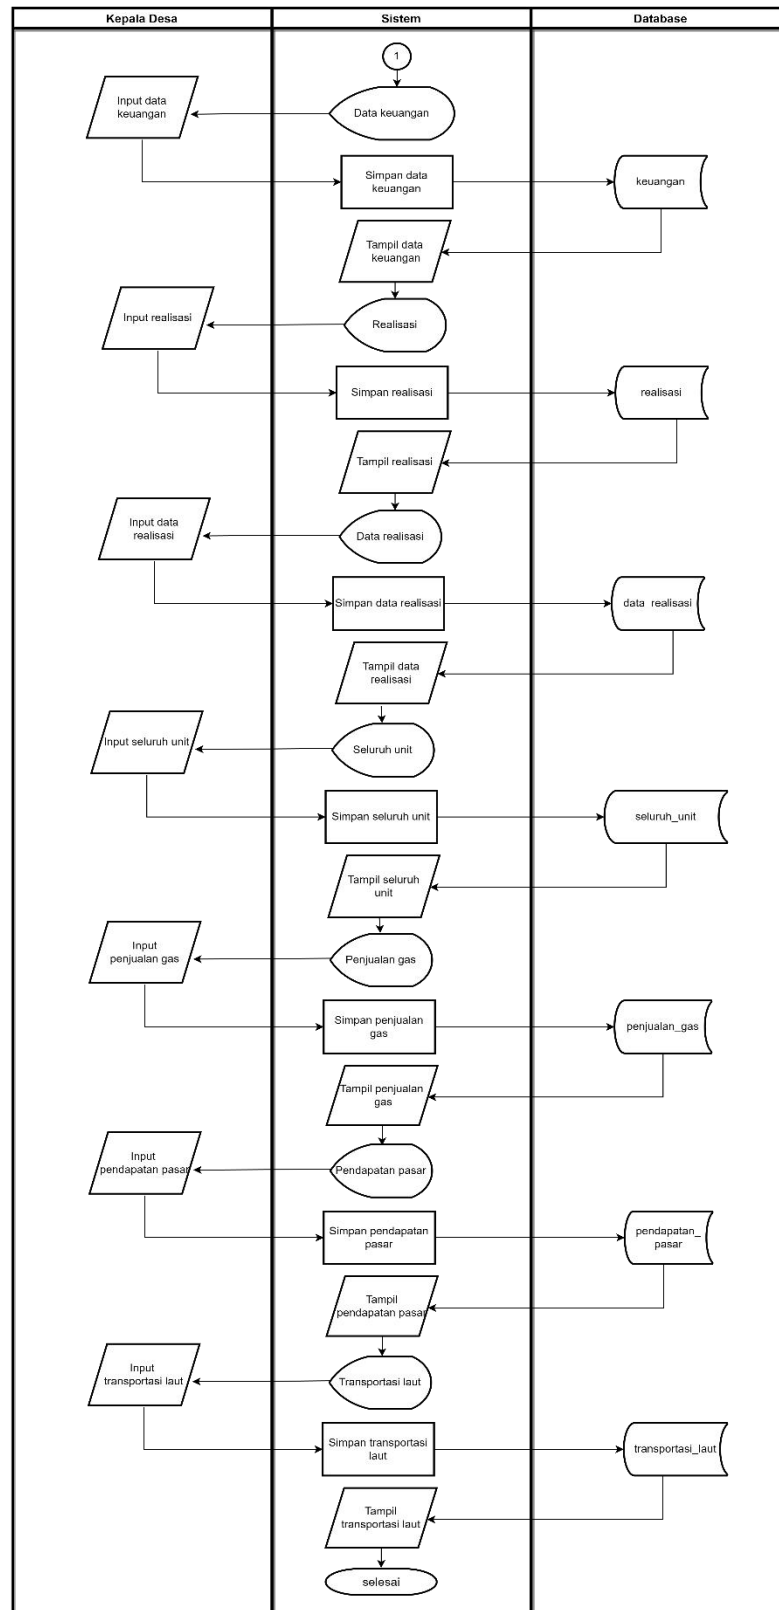 Kepala Desa
Sistem
Database
1
Input data
keuangan
Data keuangan
Simpan data
keuangan
keuangan
Tampil data
keuangan
Input realisasi
Realisasi
Simpan realisasi
realisasi
Tampil realisasi
Input data
realisasi
Data realisasi
Simpan data realisasi
data realisasi
Tampil data
realisasi
Input seluruh unit
Seluruh unit
Simpan seluruh unit
seluruh_unit
Tampil seluruh
unit
Input
penjualan gas
Penjualan gas
Simpan penjualan
gas
penjualan_gas
Tampil penjualan
gas
Input
pendapatan pasar
Pendapatan pasar
Simpan pendapatan
pasar
pendapatan_
pasar
Tampil
pendapatan pasar
Input
transportasi laut
Transportasi laut
Simpan transportasi
laut
transportasi_laut
Tampil
transportasi laut
selesai